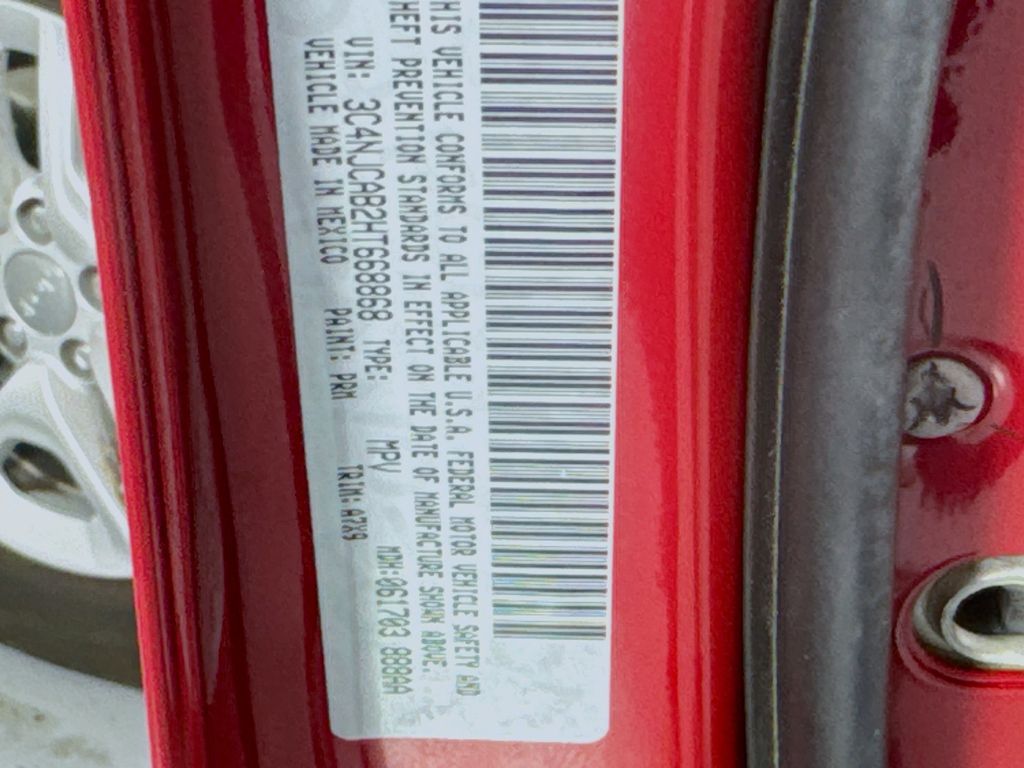 HIS VEHICLE CONFORMS TO ALL APPLICABLE U.S.A. FEDERAL MOTOR VEHICLE SAFETY AND
HEFT PREVENTION STANDARDS IN EFFECT ON THE DATE OF MANUFACTURE SHOWN ABOVE.
VIN: 3C4NJCAB2HT668868 TYPE: MPV MDH:061703 888AA
VEHICLE MADE IN MEXICO PAINT: PRM TRIM:A7X9